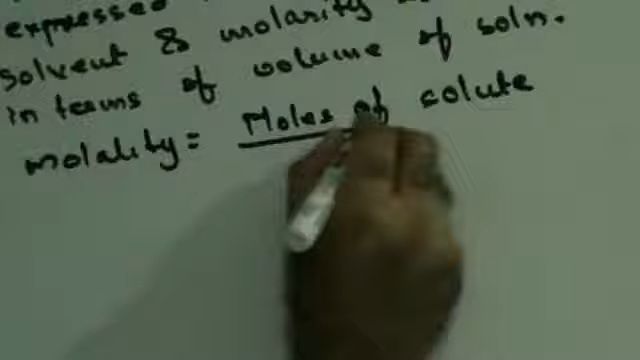 expressed
solvent & molarity
in terms of volume of soln.
molality = Moles of solute